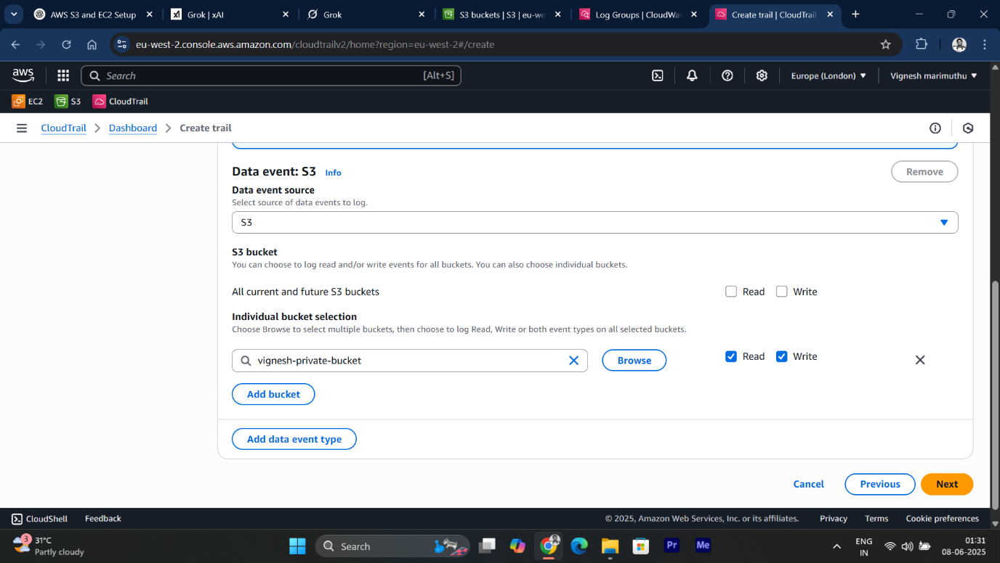 AWS S3 and EC2 Setup
Grok | xAI
Grok
S3 buckets | S3 | eu-we
Log Groups | CloudWat
Create trail | CloudTrail
eu-west-2.console.aws.amazon.com/cloudtrailv2/home?region=eu-west-2#/create
aws
Search [Alt+S]
Europe (London)
Vignesh marimuthu
EC2 S3 CloudTrail
CloudTrail > Dashboard > Create trail
Data event: S3 Info
Remove
Data event source
Select source of data events to log.
S3
S3 bucket
You can choose to log read and/or write events for all buckets. You can also choose individual buckets.
All current and future S3 buckets Read Write
Individual bucket selection
Choose Browse to select multiple buckets, then choose to log Read, Write or both event types on all selected buckets.
vignesh-private-bucket Browse Read Write
Add bucket
Add data event type
Cancel Previous Next
CloudShell Feedback © 2025, Amazon Web Services, Inc. or its affiliates. Privacy Terms Cookie preferences
3
31°C
Partly cloudy
Search
Pr
Me
ENG
IN
01:31
08-06-2025